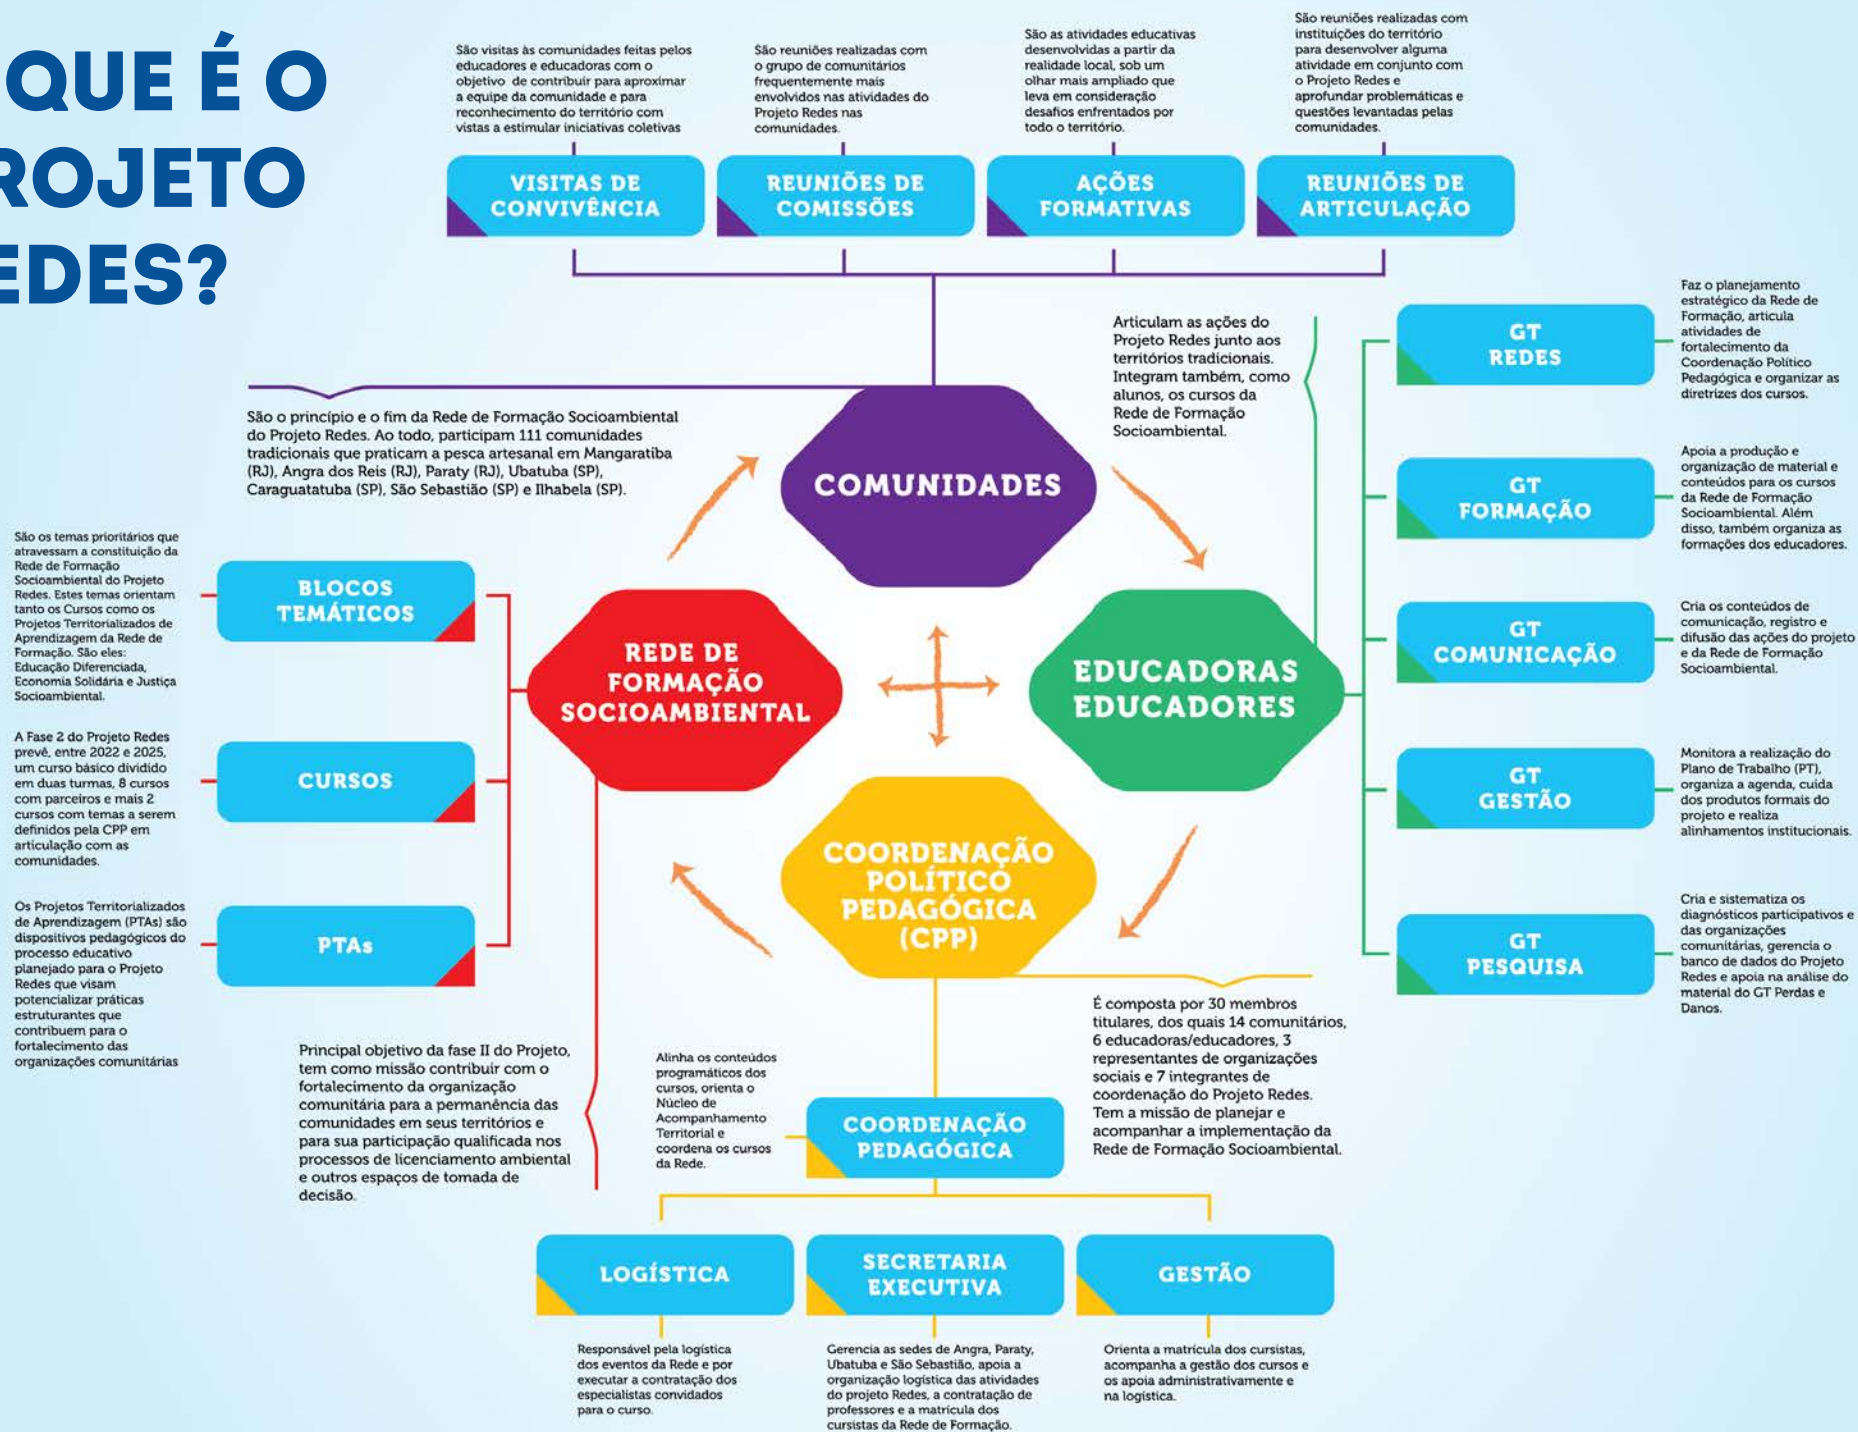 QUE É O
ROJETO
EDES?
São visitas às comunidades feitas pelos
educadores e educadoras com o
objetivo de contribuir para aproximar
a equipe da comunidade e para
reconhecimento do território com
vistas a estimular iniciativas coletivas
São reuniões realizadas com
o grupo de comunitários
frequentemente mais
envolvidos nas atividades do
Projeto Redes nas
comunidades.
São as atividades educativas
desenvolvidas a partir da
realidade local, sob um
olhar mais ampliado que
leva em consideração
desafios enfrentados por
todo o território.
São reuniões realizadas com
instituições do território
para desenvolver alguma
atividade em conjunto com
o Projeto Redes e
aprofundar problemáticas e
questões levantadas pelas
comunidades.
VISITAS DE
CONVIVÊNCIA
REUNIÕES DE
COMISSÕES
AÇÕES
FORMATIVAS
REUNIÕES DE
ARTICULAÇÃO
São o princípio e o fim da Rede de Formação Socioambiental
do Projeto Redes. Ao todo, participam 111 comunidades
tradicionais que praticam a pesca artesanal em Mangaratiba
(RJ), Angra dos Reis (RJ), Paraty (RJ), Ubatuba (SP),
Caraguatatuba (SP), São Sebastião (SP) e Ilhabela (SP).
COMUNIDADES
Articulam as ações do
Projeto Redes junto aos
territórios tradicionais.
Integram também, como
alunos, os cursos da
Rede de Formação
Socioambiental.
EDUCADORAS
EDUCADORES
GT
REDES
Faz o planejamento
estratégico da Rede de
Formação, articula
atividades de
fortalecimento da
Coordenação Político
Pedagógica e organizar as
diretrizes dos cursos.
GT
FORMAÇÃO
Apoia a produção e
organização de material e
conteúdos para os cursos
da Rede de Formação
Socioambiental. Além
disso, também organiza as
formações dos educadores.
GT
COMUNICAÇÃO
Cria os conteúdos de
comunicação, registro e
difusão das ações do projeto
e da Rede de Formação
Socioambiental.
GT
GESTÃO
Monitora a realização do
Plano de Trabalho (PT),
organiza a agenda, cuida
dos produtos formais do
projeto e realiza
alinhamentos institucionais.
GT
PESQUISA
Cria e sistematiza os
diagnósticos participativos e
das organizações
comunitárias, gerencia o
banco de dados do Projeto
Redes e apoia na análise do
material do GT Perdas e
Danos.
REDE DE
FORMAÇÃO
SOCIOAMBIENTAL
São os temas prioritários que
atravessam a constituição da
Rede de Formação
Socioambiental do Projeto
Redes. Estes temas orientam
tanto os Cursos como os
Projetos Territorializados de
Aprendizagem da Rede de
Formação. São eles:
Educação Diferenciada,
Economia Solidária e Justiça
Socioambiental.
BLOCOS
TEMÁTICOS
A Fase 2 do Projeto Redes
prevê, entre 2022 e 2025,
um curso básico dividido
em duas turmas, 8 cursos
com parceiros e mais 2
cursos com temas a serem
definidos pela CPP em
articulação com as
comunidades.
CURSOS
Os Projetos Territorializados
de Aprendizagem (PTAs) são
dispositivos pedagógicos do
processo educativo
planejado para o Projeto
Redes que visam
potencializar práticas
estruturantes que
contribuem para o
fortalecimento das
organizações comunitárias
PTAs
Principal objetivo da fase II do Projeto,
tem como missão contribuir com o
fortalecimento da organização
comunitária para a permanência das
comunidades em seus territórios e
para sua participação qualificada nos
processos de licenciamento ambiental
e outros espaços de tomada de
decisão.
COORDENAÇÃO
POLÍTICO
PEDAGÓGICA
(CPP)
É composta por 30 membros
titulares, dos quais 14 comunitários,
6 educadoras/educadores, 3
representantes de organizações
sociais e 7 integrantes de
coordenação do Projeto Redes.
Tem a missão de planejar e
acompanhar a implementação da
Rede de Formação Socioambiental.
Alinha os conteúdos
programáticos dos
cursos, orienta o
Núcleo de
Acompanhamento
Territorial e
coordena os cursos
da Rede.
COORDENAÇÃO
PEDAGÓGICA
LOGÍSTICA
SECRETARIA
EXECUTIVA
GESTÃO
Responsável pela logística
dos eventos da Rede e por
executar a contratação dos
especialistas convidados
para o curso.
Gerencia as sedes de Angra, Paraty,
Ubatuba e São Sebastião, apoia a
organização logística das atividades
do projeto Redes, a contratação de
professores e a matrícula dos
cursistas da Rede de Formação.
Orienta a matrícula dos cursistas,
acompanha a gestão dos cursos e
os apoia administrativamente e
na logística.